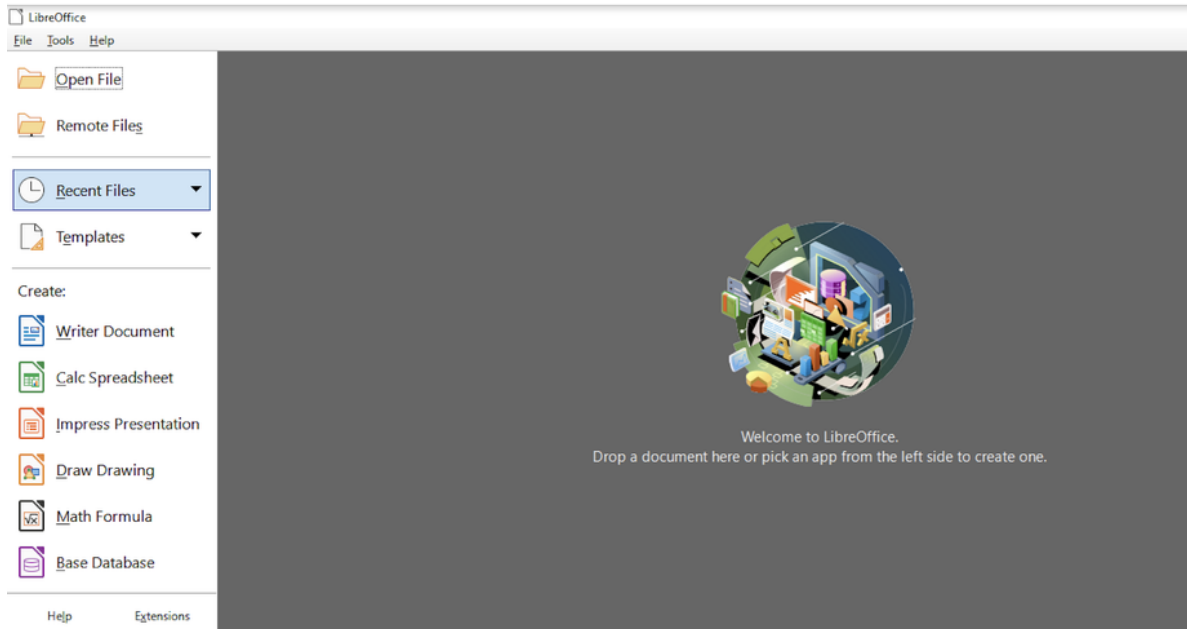 LibreOffice
File Tools Help
Open File
Remote Files
Recent Files
Templates
Create:
Writer Document
Calc Spreadsheet
Impress Presentation
Draw Drawing
Math Formula
Base Database
Help Extensions
Welcome to LibreOffice.
Drop a document here or pick an app from the left side to create one.